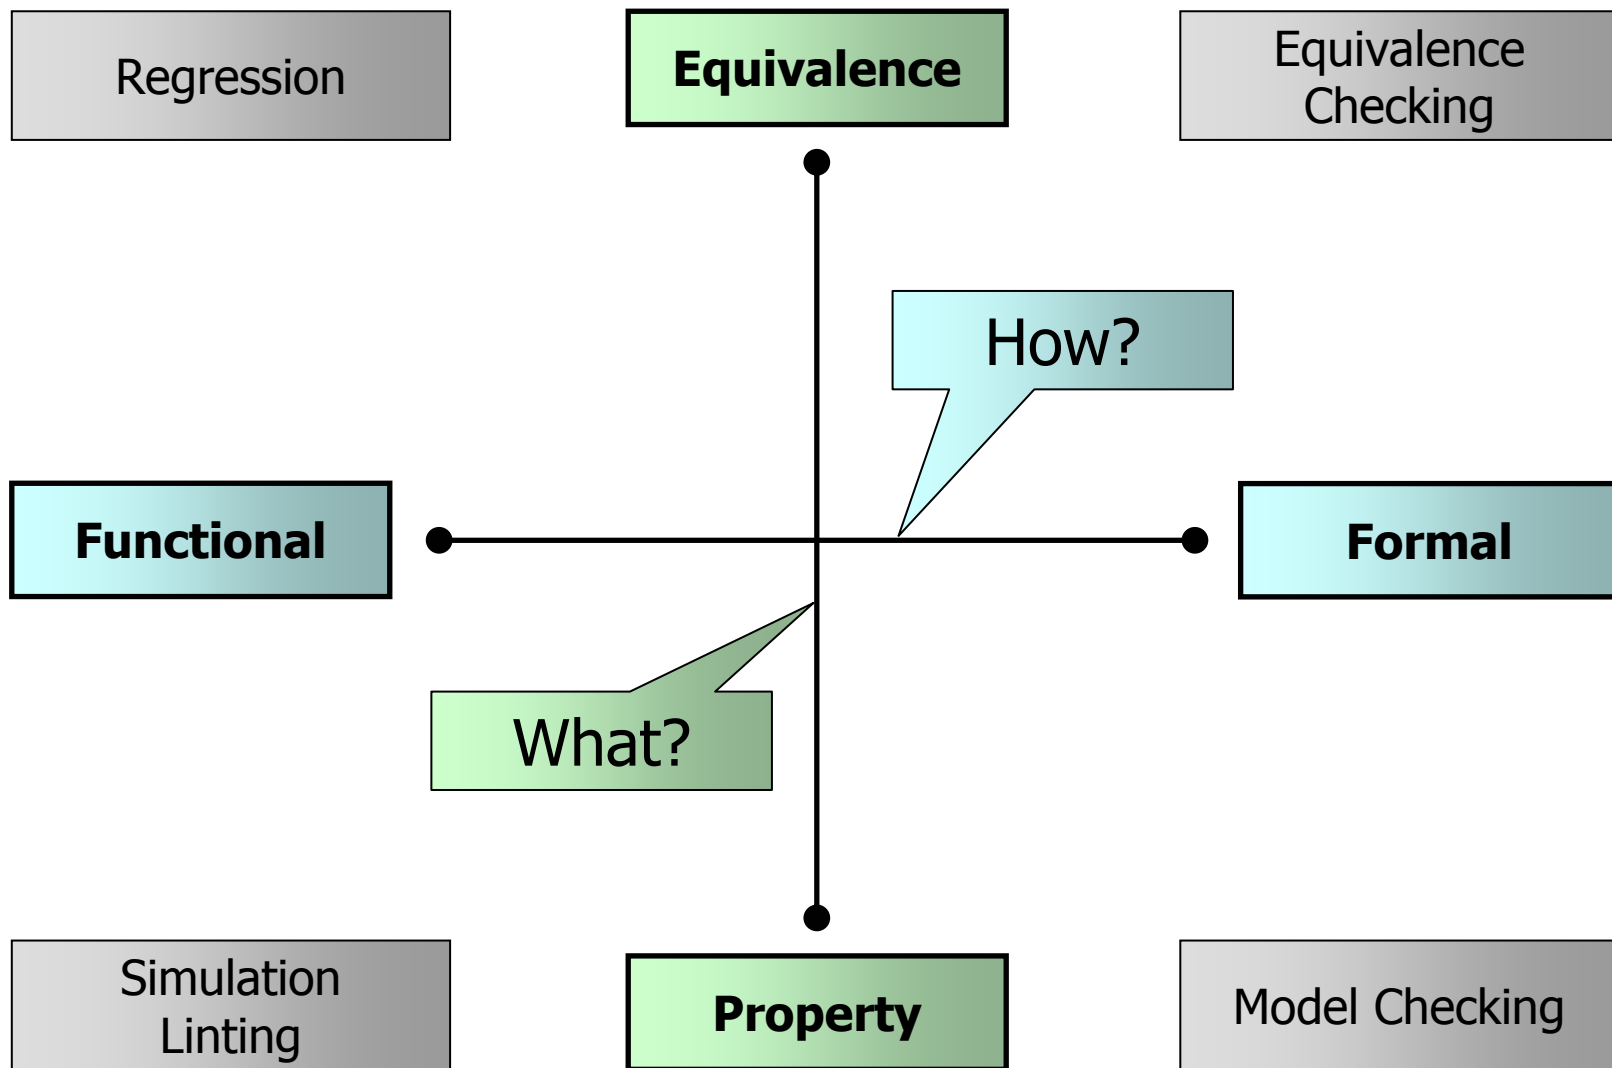 Regression
Equivalence
Equivalence
Checking
How?
Functional
Formal
What?
Simulation
Linting
Property
Model Checking